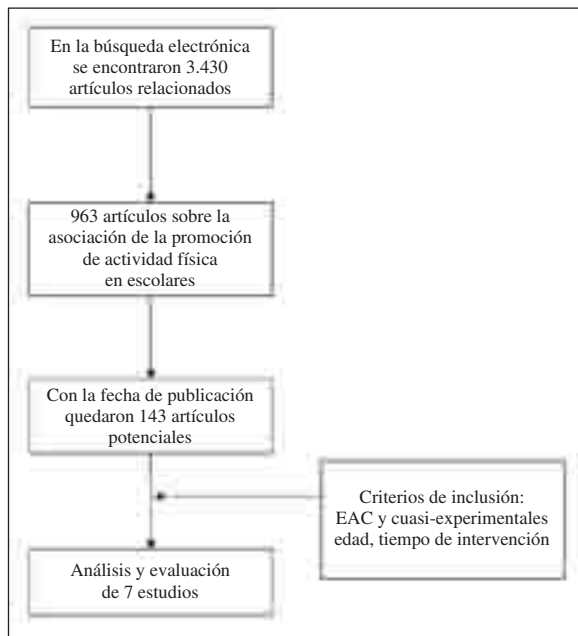 En la búsqueda electrónica
se encontraron 3.430
artículos relacionados
963 artículos sobre la
asociación de la promoción
de actividad física
en escolares
Con la fecha de publicación
quedaron 143 artículos
potenciales
Criterios de inclusión:
EAC y cuasi-experimentales
edad, tiempo de intervención
Análisis y evaluación
de 7 estudios